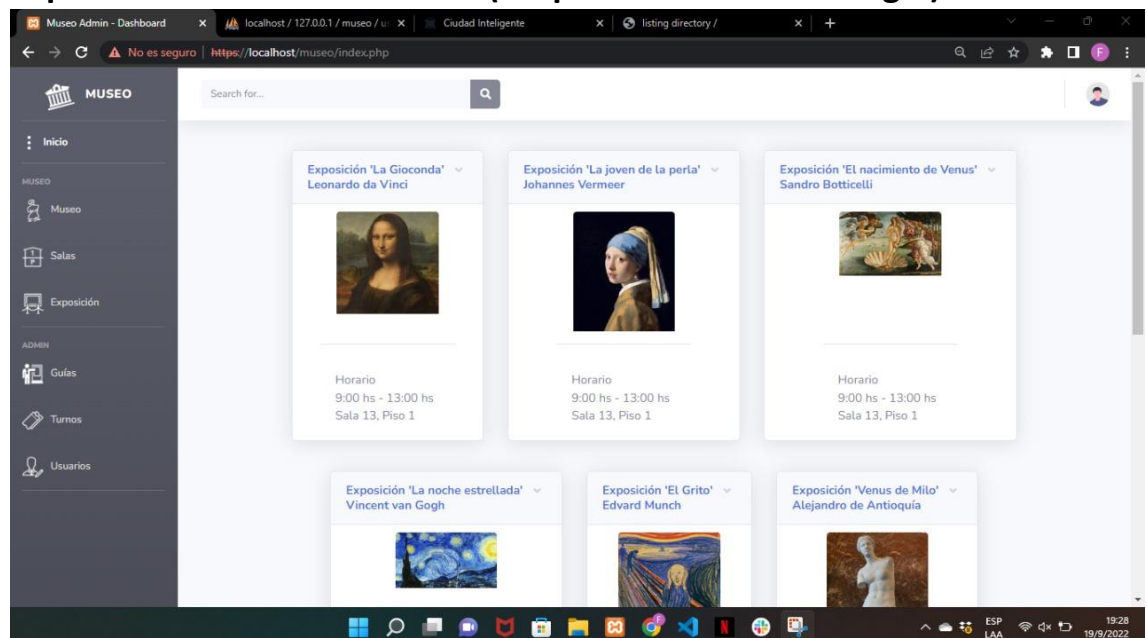 Museo Admin - Dashboard
localhost / 127.0.0.1 / museo / u
Ciudad Inteligente
listing directory /
No es seguro | https://localhost/museo/index.php
F
MUSEO
Search for...
Inicio
MUSEO
Museo
Salas
Exposición
ADMIN
Guías
Turnos
Usuarios
Exposición 'La Gioconda'
Leonardo da Vinci
Horario
9:00 hs - 13:00 hs
Sala 13, Piso 1
Exposición 'La joven de la perla'
Johannes Vermeer
Horario
9:00 hs - 13:00 hs
Sala 13, Piso 1
Exposición 'El nacimiento de Venus'
Sandro Botticelli
Horario
9:00 hs - 13:00 hs
Sala 13, Piso 1
Exposición 'La noche estrellada'
Vincent van Gogh
Exposición 'El Grito'
Edvard Munch
Exposición 'Venus de Milo'
Alejandro de Antioquía
ESP
LAA
19:28
19/9/2022